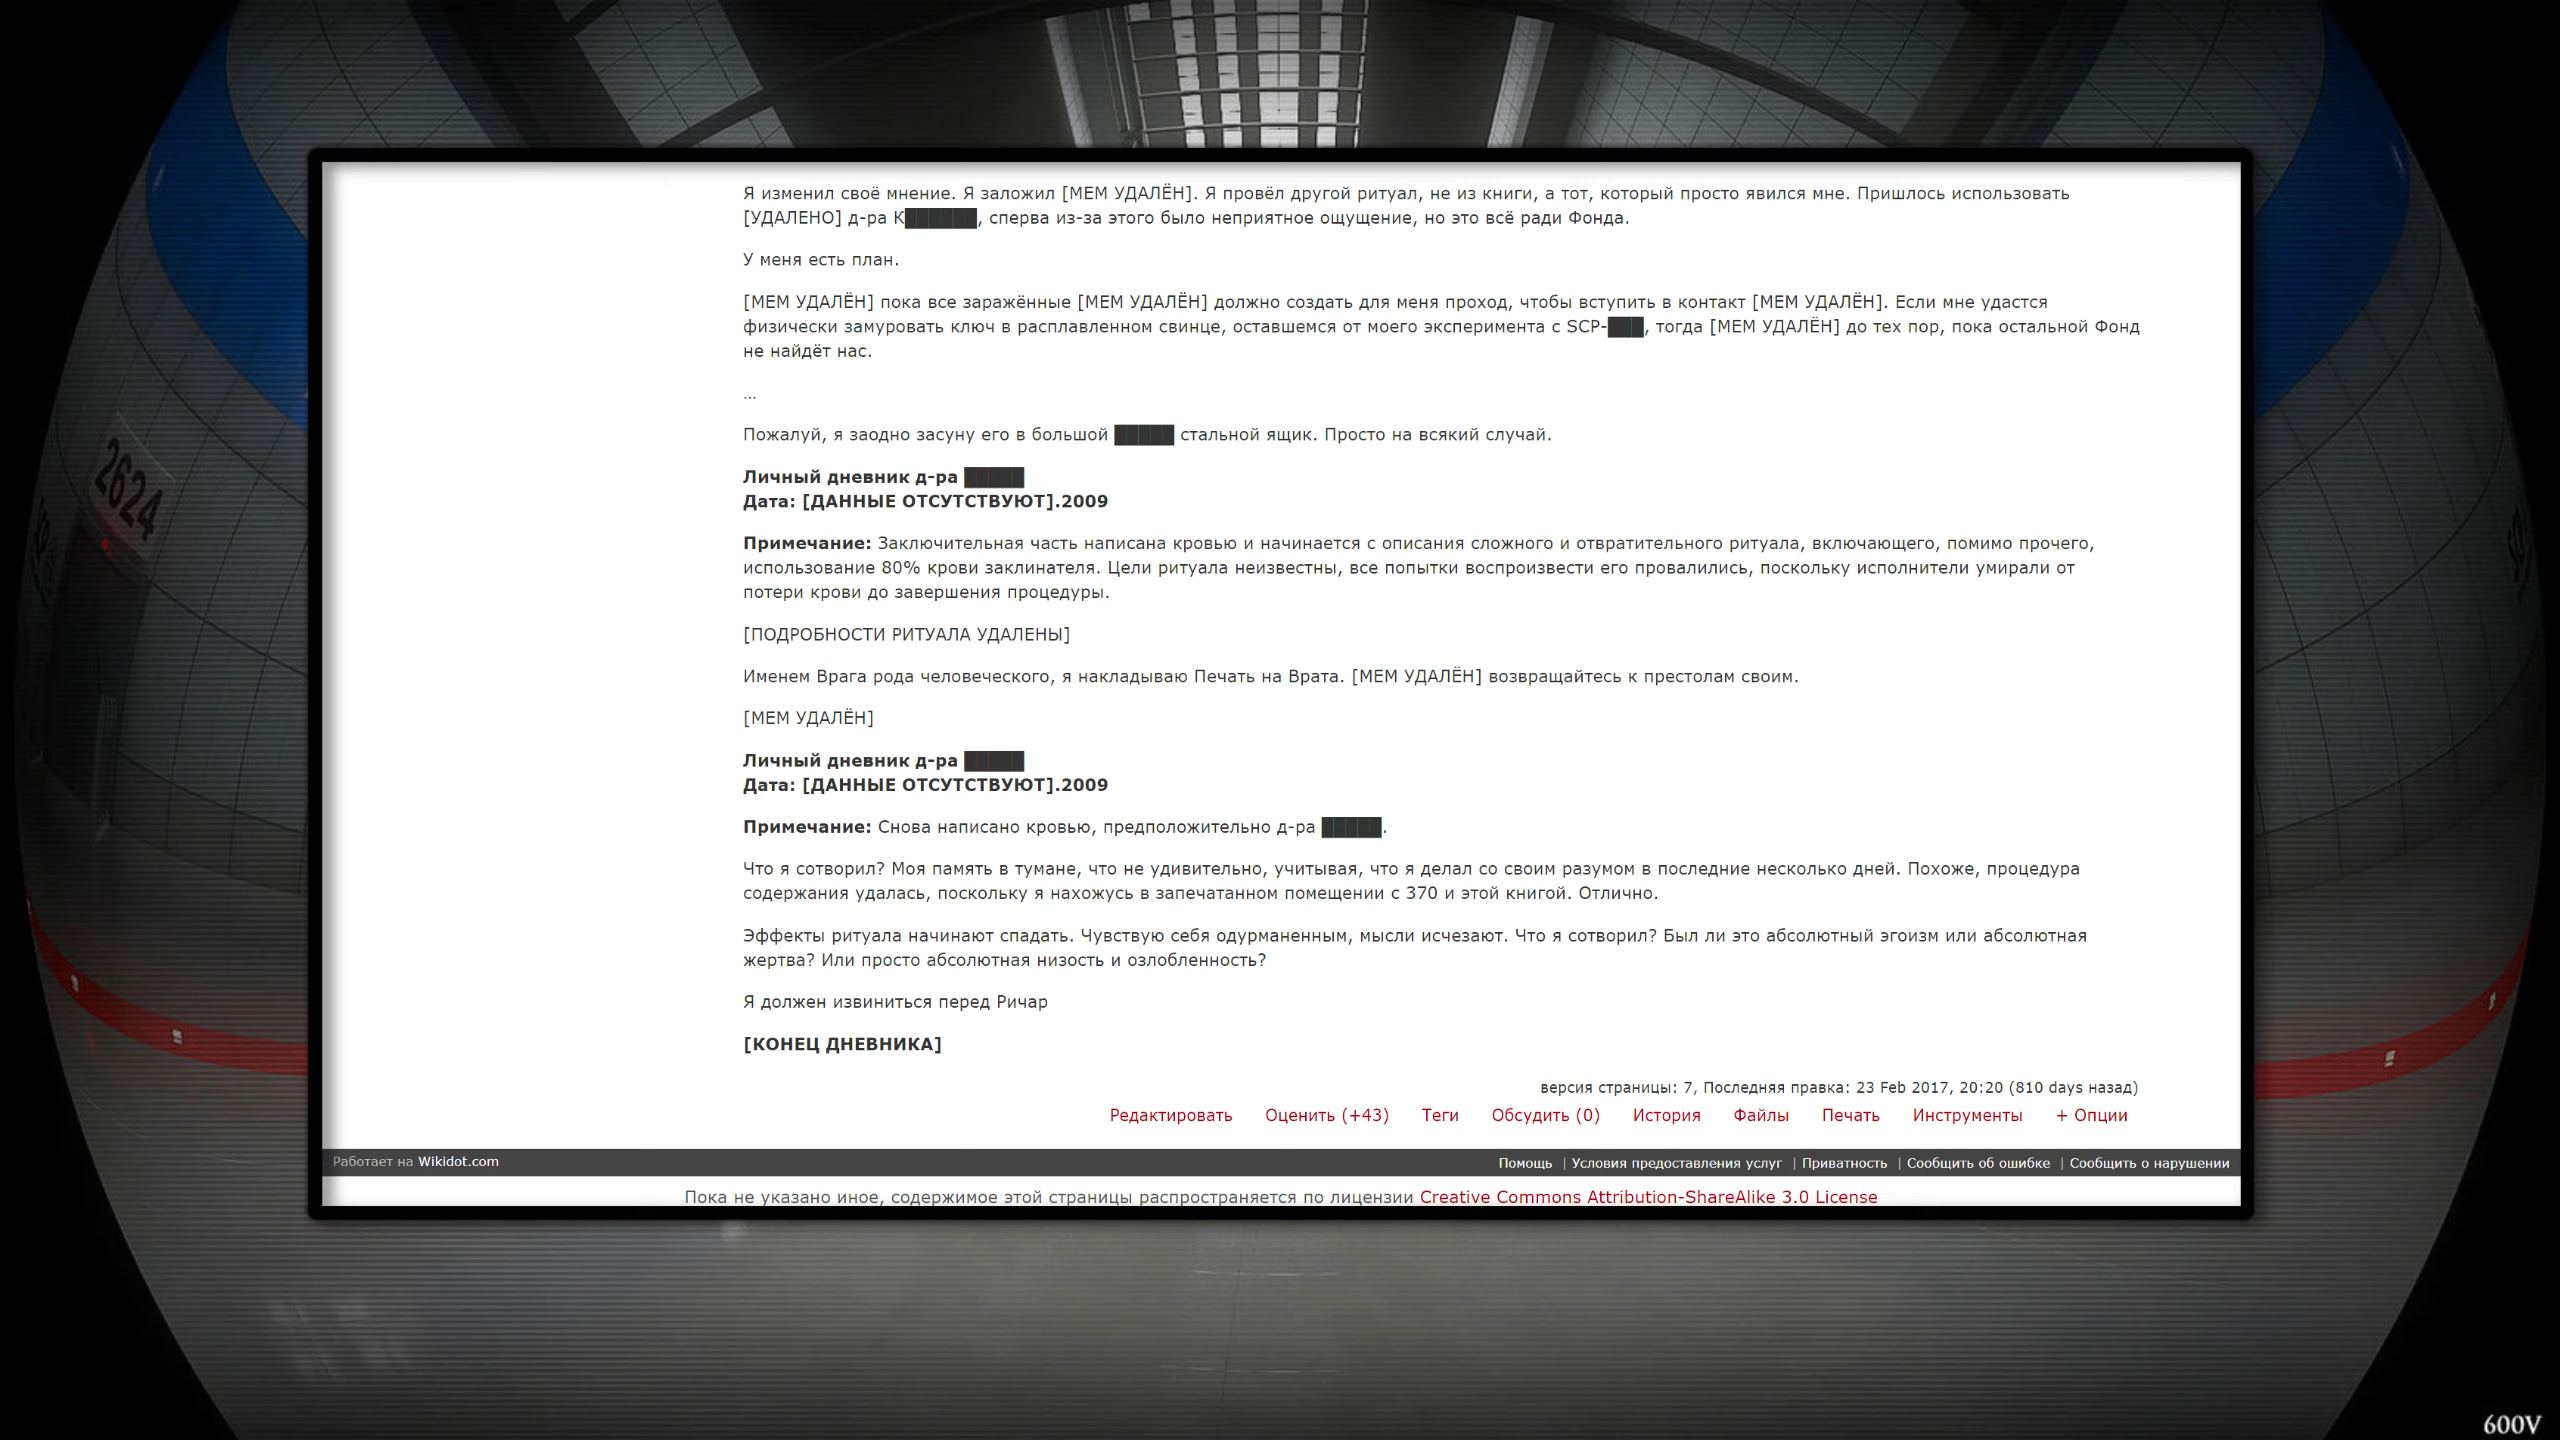 Я изменил своё мнение. Я заложил [МЕМ УДАЛЁН]. Я провёл другой ритуал, не из книги, а тот, который просто явился мне. Пришлось использовать
[УДАЛЕНО] д-ра К██████, сперва из-за этого было неприятное ощущение, но это всё ради Фонда.
У меня есть план.
[МЕМ УДАЛЁН] пока все заражённые [МЕМ УДАЛЁН] должно создать для меня проход, чтобы вступить в контакт [МЕМ УДАЛЁН]. Если мне удастся
физически замуровать ключ в расплавленном свинце, оставшемся от моего эксперимента с SCP-███, тогда [МЕМ УДАЛЁН] до тех пор, пока остальной Фонд
не найдёт нас.
...
Пожалуй, я заодно засуну его в большой █████ стальной ящик. Просто на всякий случай.
Личный дневник д-ра █████
Дата: [ДАННЫЕ ОТСУТСТВУЮТ].2009
Примечание: Заключительная часть написана кровью и начинается с описания сложного и отвратительного ритуала, включающего, помимо прочего,
использование 80% крови заклинателя. Цели ритуала неизвестны, все попытки воспроизвести его провалились, поскольку исполнители умирали от
потери крови до завершения процедуры.
[ПОДРОБНОСТИ РИТУАЛА УДАЛЕНЫ]
Именем Врага рода человеческого, я накладываю Печать на Врата. [МЕМ УДАЛЁН] возвращайтесь к престолам своим.
[МЕМ УДАЛЁН]
Личный дневник д-ра █████
Дата: [ДАННЫЕ ОТСУТСТВУЮТ].2009
Примечание: Снова написано кровью, предположительно д-ра █████.
Что я сотворил? Моя память в тумане, что не удивительно, учитывая, что я делал со своим разумом в последние несколько дней. Похоже, процедура
содержания удалась, поскольку я нахожусь в запечатанном помещении с 370 и этой книгой. Отлично.
Эффекты ритуала начинают спадать. Чувствую себя одурманенным, мысли исчезают. Что я сотворил? Был ли это абсолютный эгоизм или абсолютная
жертва? Или просто абсолютная низость и озлобленность?
Я должен извиниться перед Ричар
[КОНЕЦ ДНЕВНИКА]
версия страницы: 7, Последняя правка: 23 Feb 2017, 20:20 (810 days назад)
Редактировать Оценить (+43) Теги Обсудить (0) История Файлы Печать Инструменты + Опции
Работает на Wikidot.com
Помощь | Условия предоставления услуг | Приватность | Сообщить об ошибке | Сообщить о нарушении
Пока не указано иное, содержимое этой страницы распространяется по лицензии Creative Commons Attribution-ShareAlike 3.0 License
2624
600V